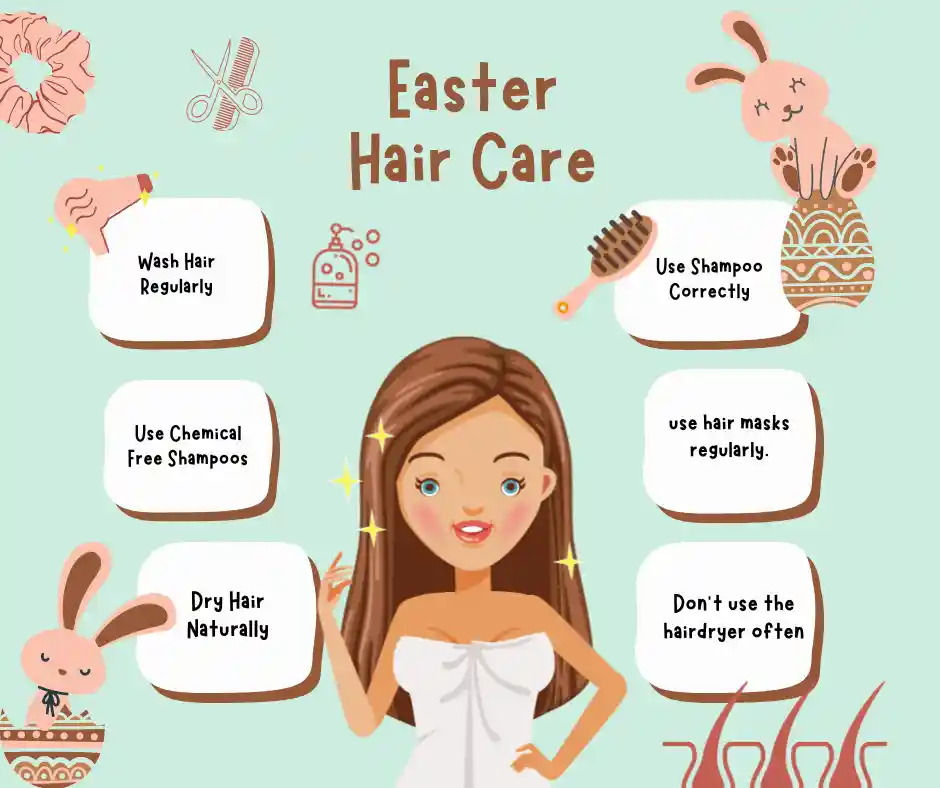 Easter
Hair Care
Wash Hair
Regularly
Use Shampoo
Correctly
Use Chemical
Free Shampoos
use hair masks
regularly.
Dry Hair
Naturally
Don't use the
hairdryer often